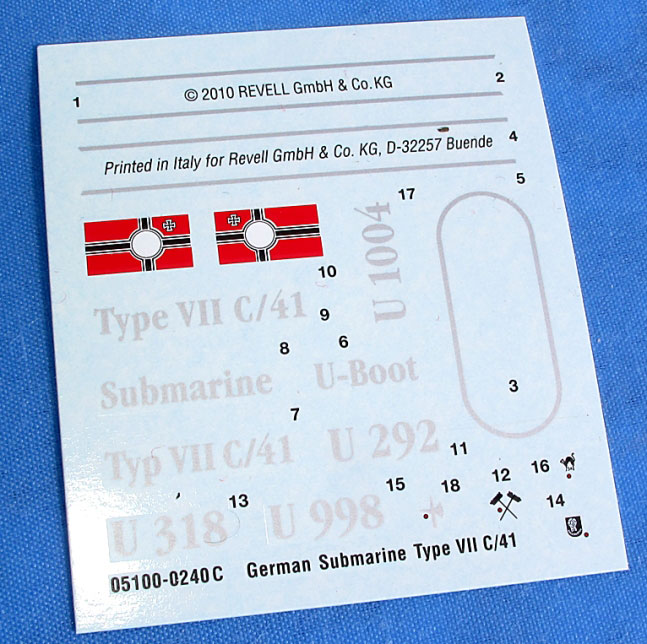 © 2010 REVELL GmbH & Co. KG
1
2
Printed in Italy for Revell GmbH & Co. KG, D-32257 Buende
4
5
17
U 1004
10
Type VII C/41
9
8
6
Submarine
U-Boot
3
7
Typ VII C/41
U 292
11
16
12
15
18
13
14
U 318
U 998
05100-0240 C German Submarine Type VII C/41